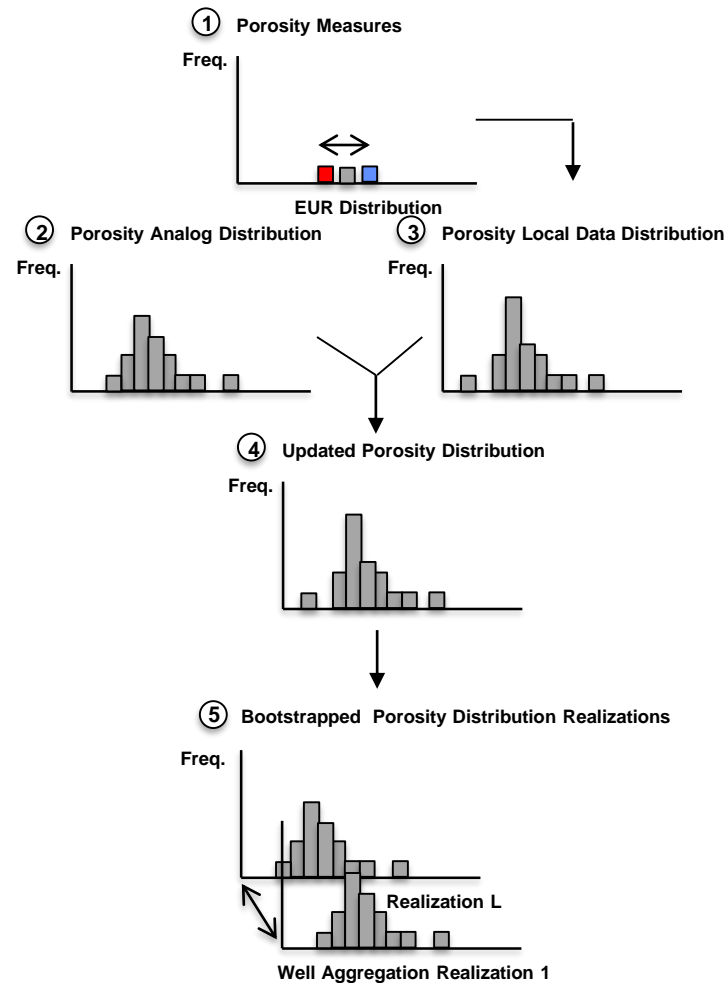 1 Porosity Measures
Freq.
EUR Distribution
2 Porosity Analog Distribution
Freq.
3 Porosity Local Data Distribution
Freq.
4 Updated Porosity Distribution
Freq.
5 Bootstrapped Porosity Distribution Realizations
Freq.
Realization L
Well Aggregation Realization 1